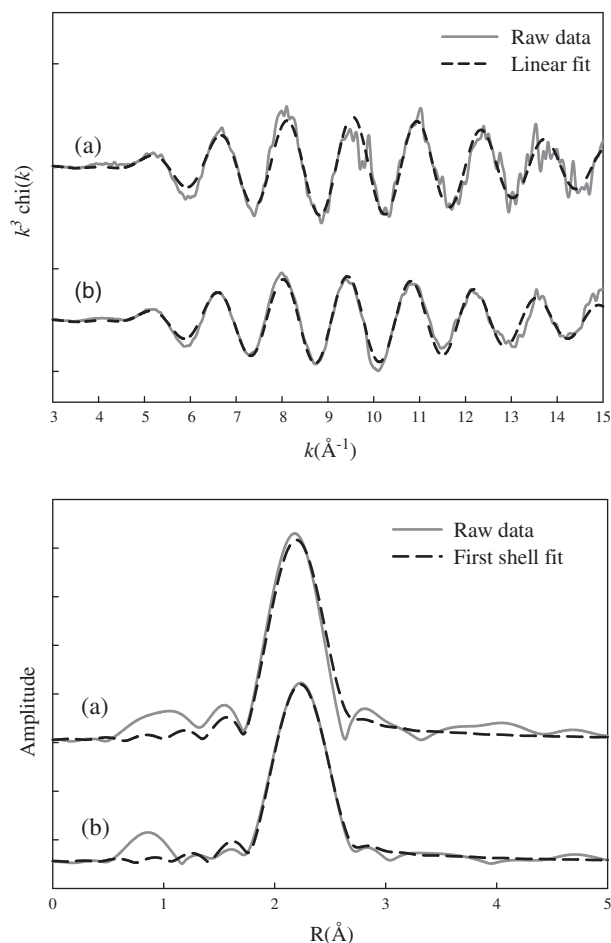 Raw data
Linear fit
(a)
(b)
k³ chi(k)
3 4 5 6 7 8 9 10 11 12 13 14 15
k(Å⁻¹)
Raw data
First shell fit
(a)
(b)
Amplitude
0 1 2 3 4 5
R(Å)